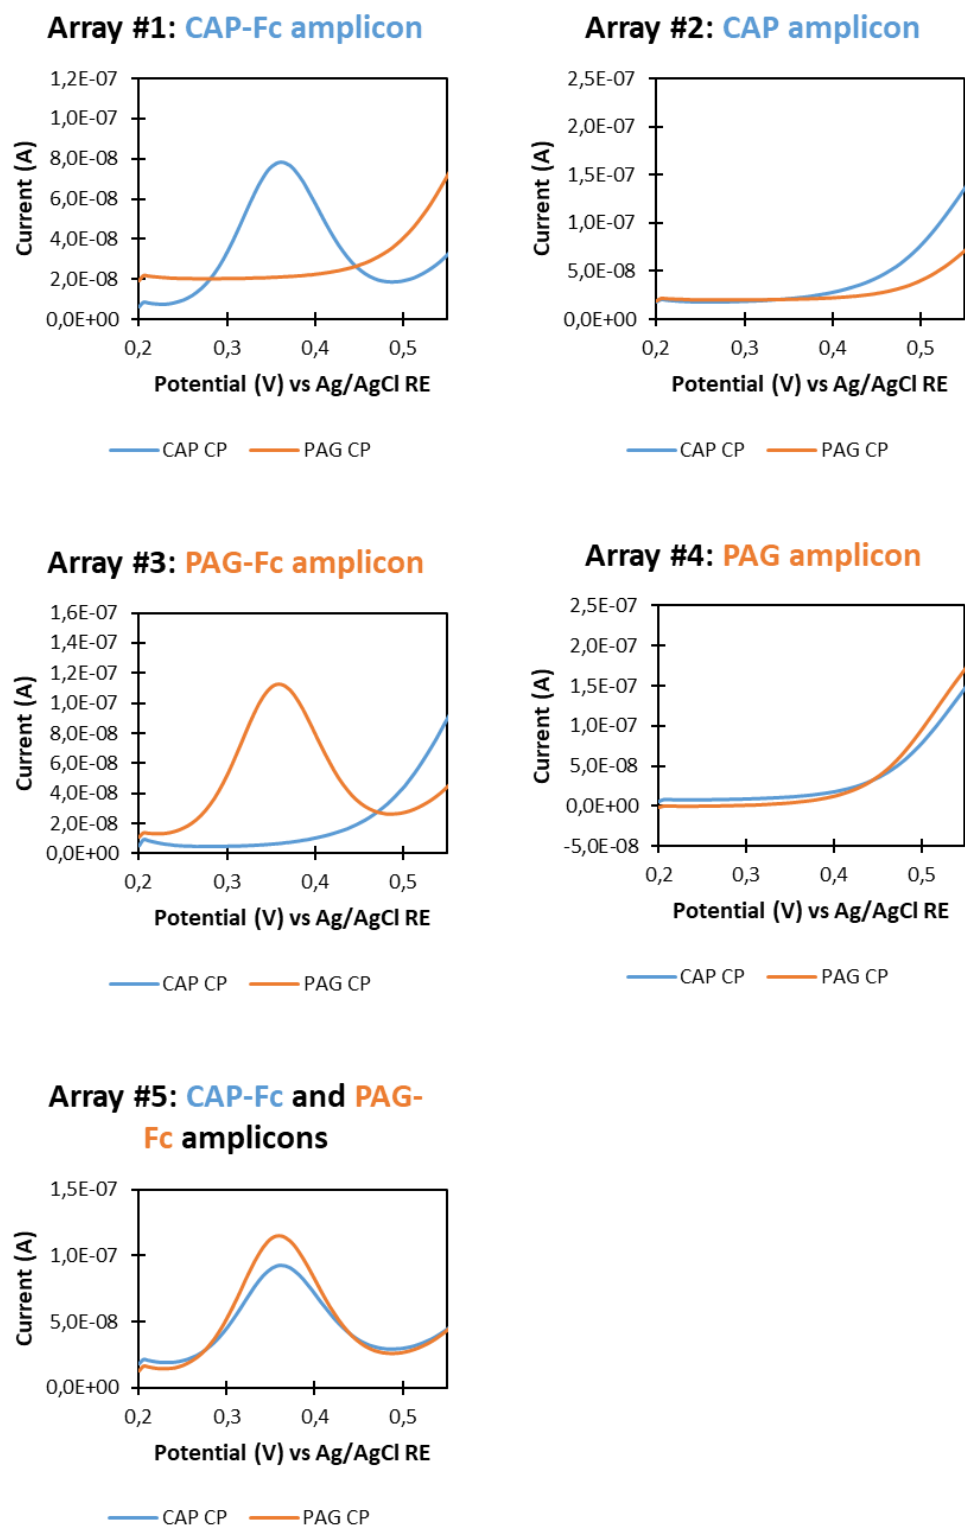 Array #1: CAP-Fc amplicon
1,2E-07
1,0E-07
8,0E-08
6,0E-08
4,0E-08
2,0E-08
0,0E+00
Current (A)
0,2 0,3 0,4 0,5
Potential (V) vs Ag/AgCl RE
CAP CP PAG CP
Array #2: CAP amplicon
2,5E-07
2,0E-07
1,5E-07
1,0E-07
5,0E-08
0,0E+00
Current (A)
0,2 0,3 0,4 0,5
Potential (V) vs Ag/AgCl RE
CAP CP PAG CP
Array #3: PAG-Fc amplicon
1,6E-07
1,4E-07
1,2E-07
1,0E-07
8,0E-08
6,0E-08
4,0E-08
2,0E-08
0,0E+00
Current (A)
0,2 0,3 0,4 0,5
Potential (V) vs Ag/AgCl RE
CAP CP PAG CP
Array #4: PAG amplicon
2,5E-07
2,0E-07
1,5E-07
1,0E-07
5,0E-08
0,0E+00
-5,0E-08
Current (A)
0,2 0,3 0,4 0,5
Potential (V) vs Ag/AgCl RE
CAP CP PAG CP
Array #5: CAP-Fc and PAG-
Fc amplicons
1,5E-07
1,0E-07
5,0E-08
0,0E+00
Current (A)
0,2 0,3 0,4 0,5
Potential (V) vs Ag/AgCl RE
CAP CP PAG CP